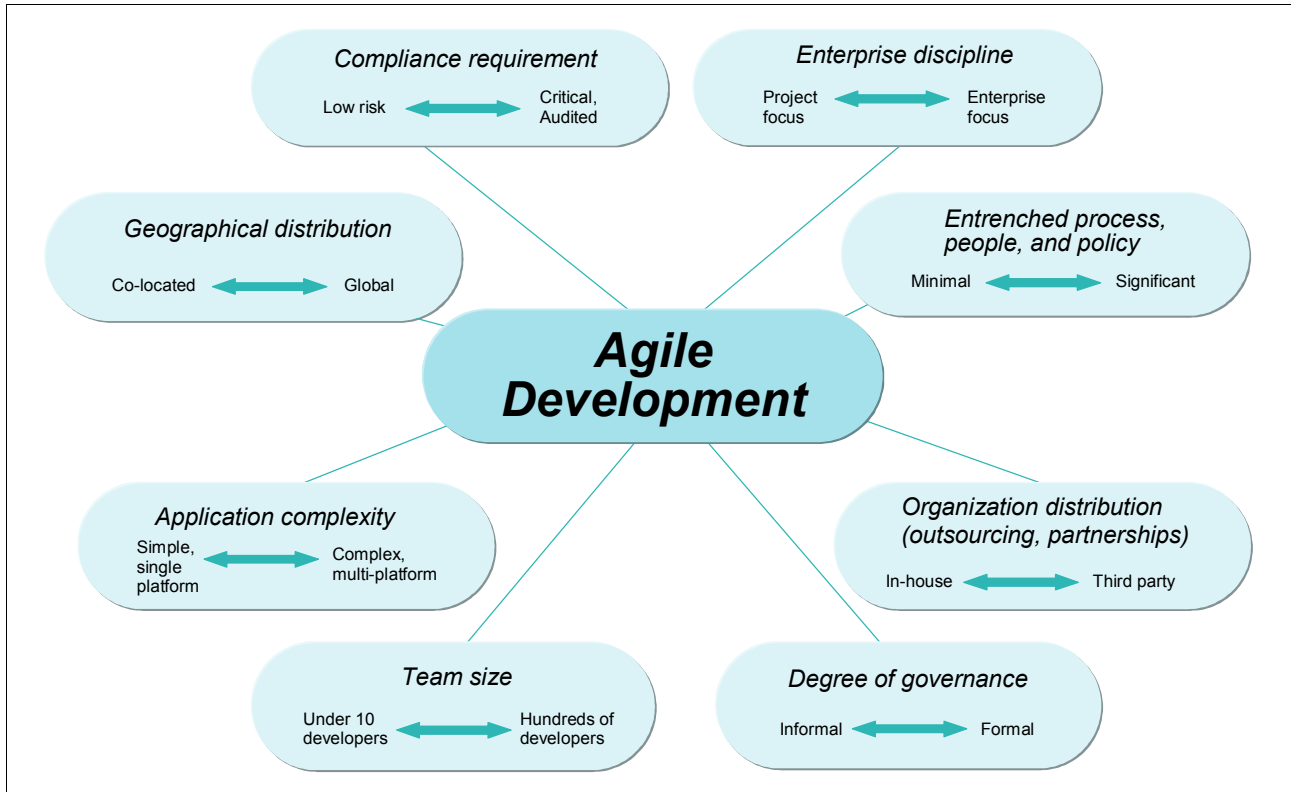 Compliance requirement
Low risk
Critical,
Audited
Enterprise discipline
Project
focus
Enterprise
focus
Geographical distribution
Co-located
Global
Entrenched process,
people, and policy
Minimal
Significant
Agile
Development
Application complexity
Simple,
single
platform
Complex,
multi-platform
Organization distribution
(outsourcing, partnerships)
In-house
Third party
Team size
Under 10
developers
Hundreds of
developers
Degree of governance
Informal
Formal